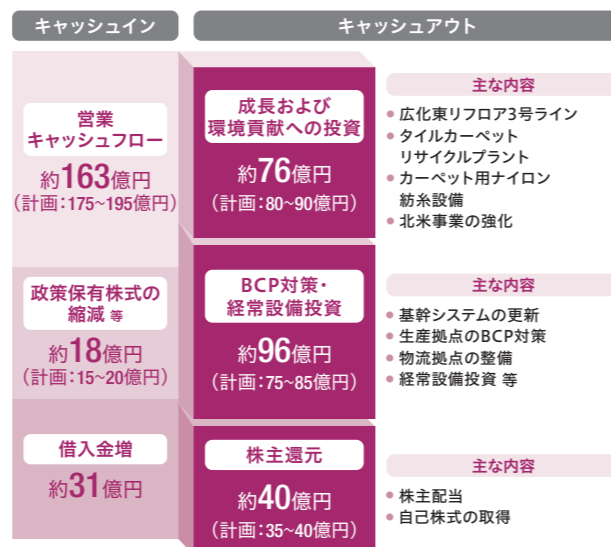 キャッシュイン
キャッシュアウト
営業
キャッシュフロー
約163億円
(計画：175~195億円)
政策保有株式の
縮減 等
約18億円
(計画：15~20億円)
借入金増
約31億円
成長および
環境貢献への投資
約76億円
(計画：80~90億円)
BCP対策・
経常設備投資
約96億円
(計画：75~85億円)
株主還元
約40億円
(計画：35~40億円)
主な内容
● 広化東リフロア3号ライン
● タイルカーペット
リサイクルプラント
● カーペット用ナイロン
紡糸設備
● 北米事業の強化
主な内容
● 基幹システムの更新
● 生産拠点のBCP対策
● 物流拠点の整備
● 経常設備投資 等
主な内容
● 株主配当
● 自己株式の取得